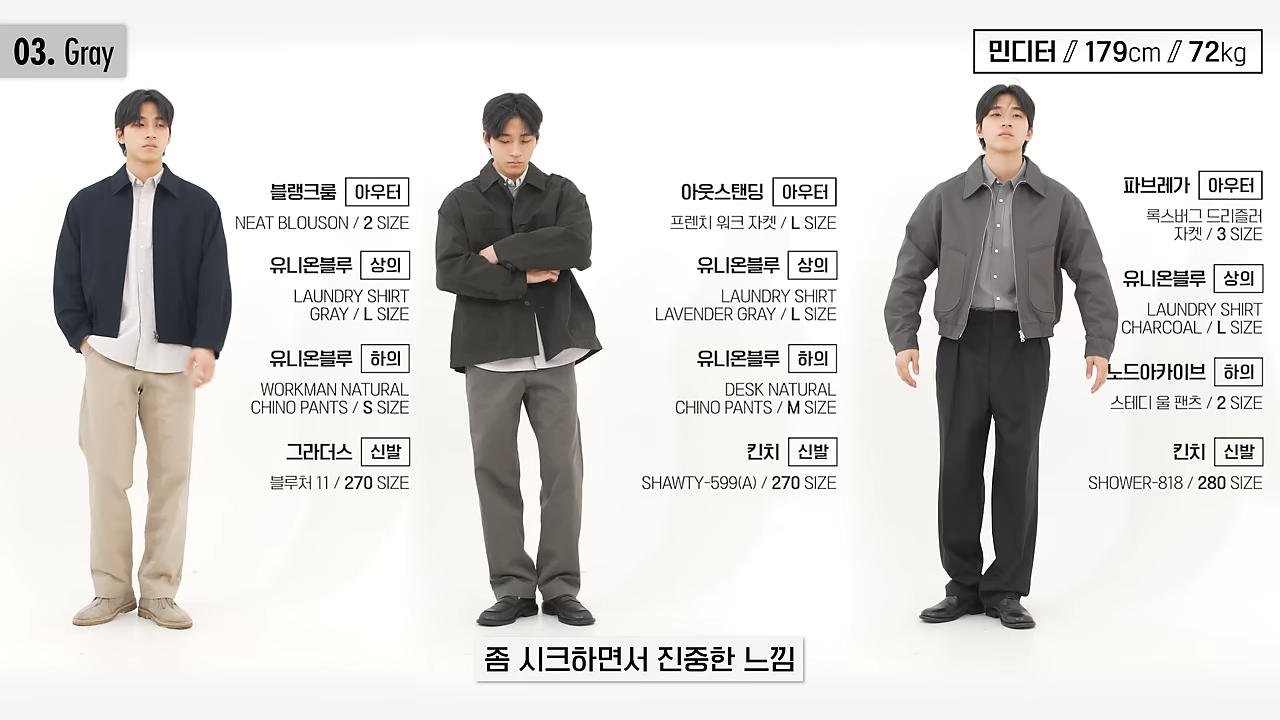 03. Gray
민디터 // 179cm // 72kg
블랭크룸 아우터
NEAT BLOUSON / 2 SIZE
유니온블루 상의
LAUNDRY SHIRT
GRAY / L SIZE
유니온블루 하의
WORKMAN NATURAL
CHINO PANTS / S SIZE
그라더스 신발
블루처 11 / 270 SIZE
아웃스탠딩 아우터
프렌치 워크 자켓 / L SIZE
유니온블루 상의
LAUNDRY SHIRT
LAVENDER GRAY / L SIZE
유니온블루 하의
DESK NATURAL
CHINO PANTS / M SIZE
킨치 신발
SHAWTY-599(A) / 270 SIZE
파브레가 아우터
록스버그 드리즐러
자켓 / 3 SIZE
유니온블루 상의
LAUNDRY SHIRT
CHARCOAL / L SIZE
노드아카이브 하의
스테디 울 팬츠 / 2 SIZE
킨치 신발
SHOWER-818 / 280 SIZE
좀 시크하면서 진중한 느낌